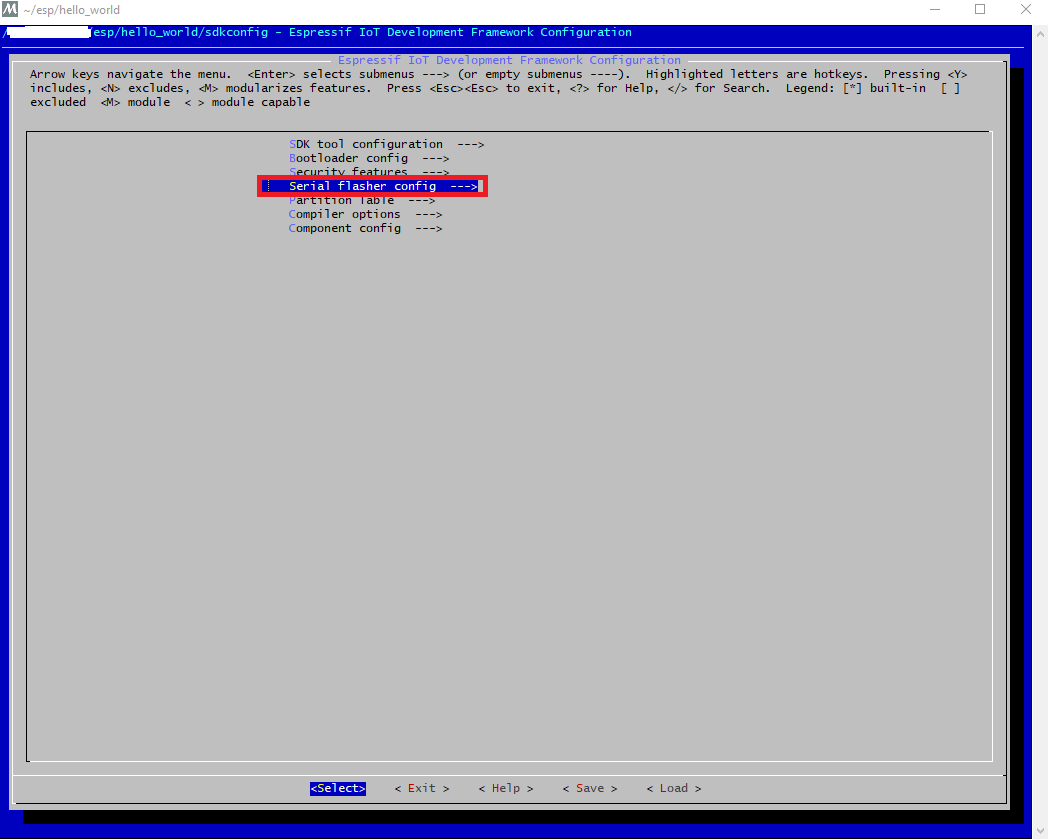 ~/esp/hello_world
/esp/hello_world/sdkconfig - Espressif IoT Development Framework Configuration
Espressif IoT Development Framework Configuration
Arrow keys navigate the menu.  <Enter> selects submenus ---> (or empty submenus ----).  Highlighted letters are hotkeys.  Pressing <Y>
includes, <N> excludes, <M> modularizes features.  Press <Esc><Esc> to exit, <?> for Help, </> for Search.  Legend: [*] built-in  [ ]
excluded  <M> module  < > module capable
SDK tool configuration  --->
Bootloader config  --->
Security features  --->
Serial flasher config  --->
Partition Table  --->
Compiler options  --->
Component config  --->
<Select>    < Exit >    < Help >    < Save >    < Load >